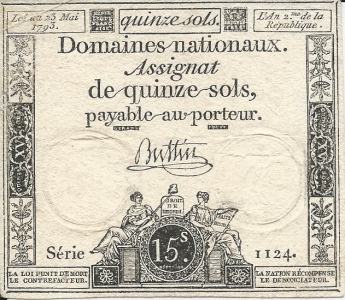 Loi du 23 Mai
1793.
quinze sols.
L'An 2.me de la
République.
Domaines nationaux.
Assignat
de quinze sols,
payable au porteur.
Buttin
DROIT
DE
15.s
Série
1124.
LA LOI PUNIT DE MORT
LE CONTREFACTEUR.
LA NATION RÉCOMPENSE
LE DÉNONCIATEUR.